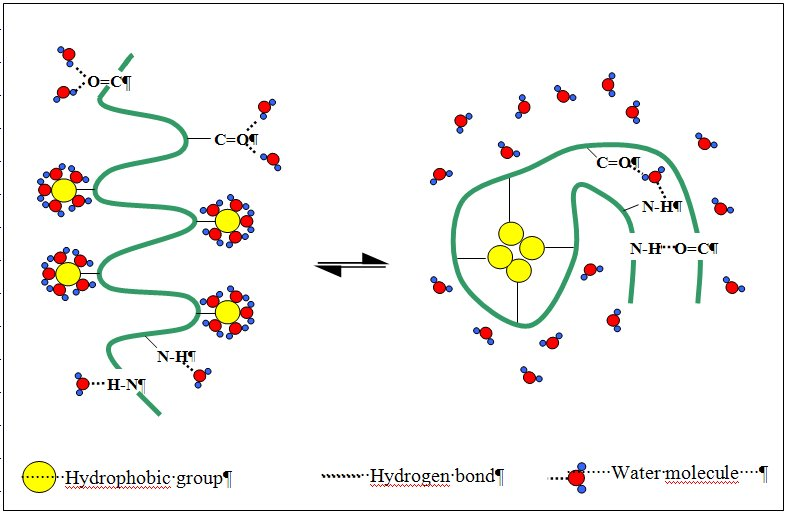 O=C¶
C=O¶
N-H¶
H-N¶
C=O¶
N-H¶
N-H···O=C¶
Hydrophobic·group¶
Hydrogen·bond¶
Water·molecule····¶